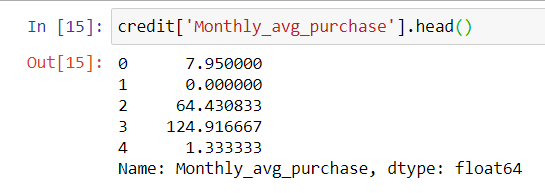 In [15]: credit['Monthly_avg_purchase'].head()
Out[15]: 0 7.950000
1 0.000000
2 64.430833
3 124.916667
4 1.333333
Name: Monthly_avg_purchase, dtype: float64